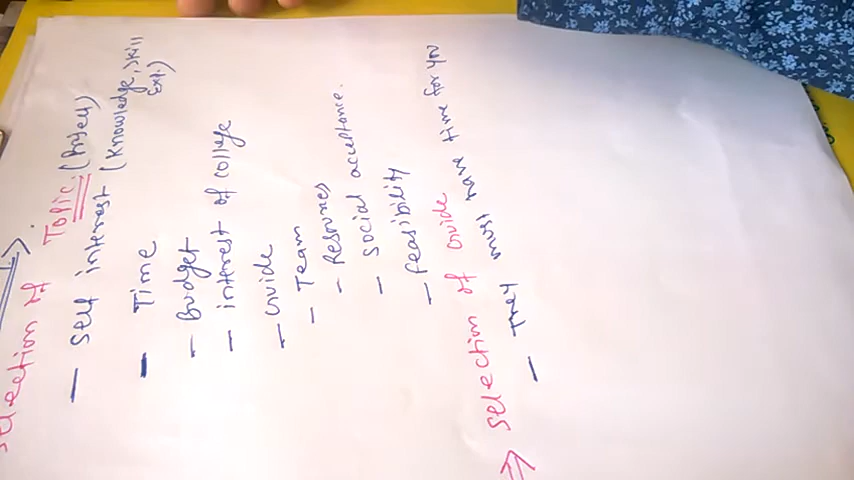 ⇒ Selection of Topic (Project)
— Self interest (Knowledge, Skill
Exp.)
- Time
- Budget
- interest of college
- Guide
- Team
- Resources
- Social acceptance.
- feasibility
⇒ Selection of Guide
- They must have time for you